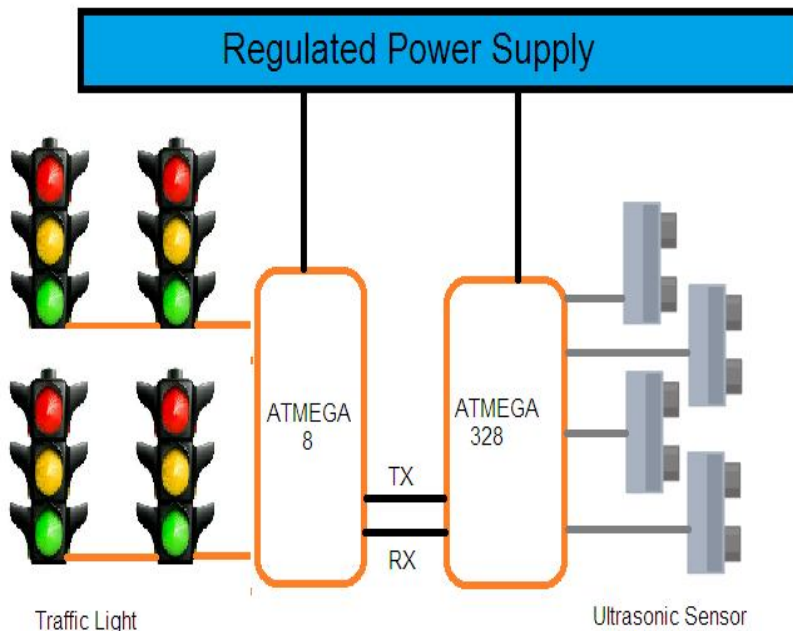 Regulated Power Supply
ATMEGA
8
ATMEGA
328
TX
RX
Traffic Light
Ultrasonic Sensor